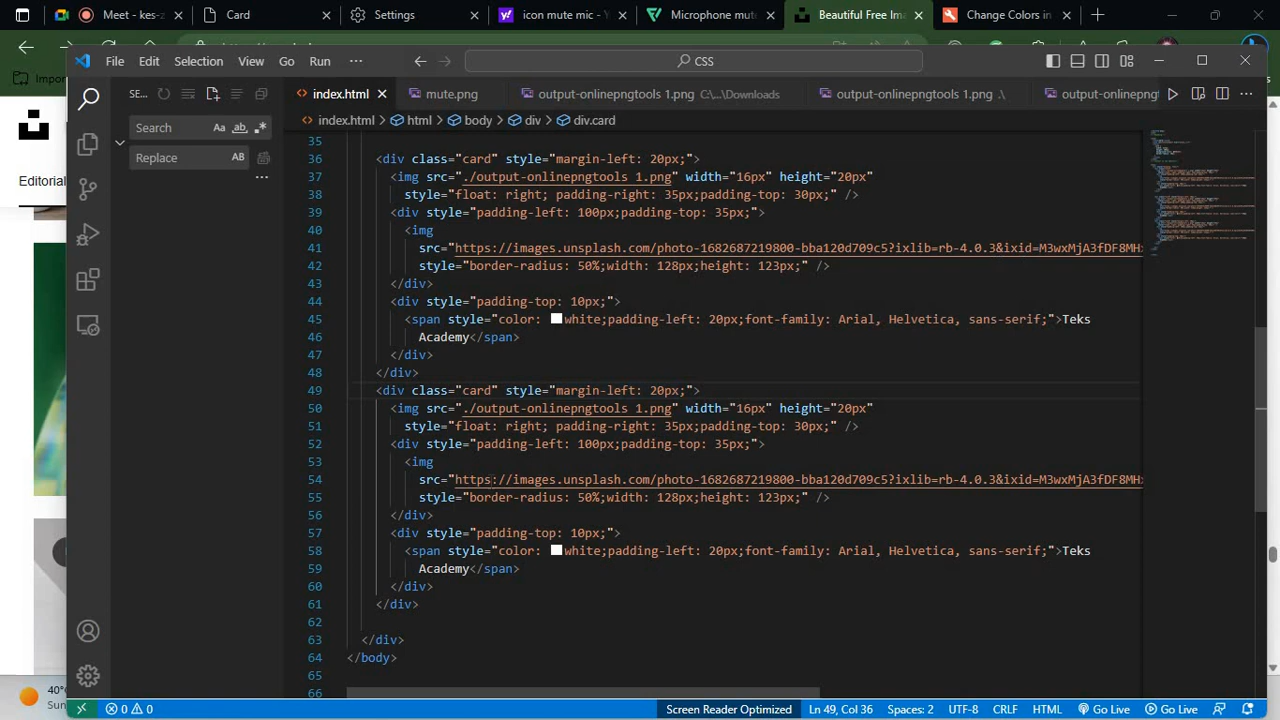 Meet - kes-z
Card
Settings
icon mute mic -
Microphone mut
Beautiful Free Ima
Change Colors in
File Edit Selection View Go Run ···
CSS
Impor
SE...
index.html
mute.png
output-onlinepngtools 1.png C:\...\Downloads
output-onlinepngtools 1.png .\
output-onlinepng
Search
Aa
ab
Replace
AB
Editorial
index.html > html > body > div > div.card
35
36 <div class="card" style="margin-left: 20px;">
37 <img src="./output-onlinepngtools 1.png" width="16px" height="20px"
38 style="float: right; padding-right: 35px;padding-top: 30px;" />
39 <div style="padding-left: 100px;padding-top: 35px;">
40 <img
41 src="https://images.unsplash.com/photo-1682687219800-bba120d709c5?ixlib=rb-4.0.3&ixid=M3wxMjA3fDF8MHx
42 style="border-radius: 50%;width: 128px;height: 123px;" />
43 </div>
44 <div style="padding-top: 10px;">
45 <span style="color: white;padding-left: 20px;font-family: Arial, Helvetica, sans-serif;">Teks
46 Academy</span>
47 </div>
48 </div>
49 <div class="card" style="margin-left: 20px;">
50 <img src="./output-onlinepngtools 1.png" width="16px" height="20px"
51 style="float: right; padding-right: 35px;padding-top: 30px;" />
52 <div style="padding-left: 100px;padding-top: 35px;">
53 <img
54 src="https://images.unsplash.com/photo-1682687219800-bba120d709c5?ixlib=rb-4.0.3&ixid=M3wxMjA3fDF8MHx
55 style="border-radius: 50%;width: 128px;height: 123px;" />
56 </div>
57 <div style="padding-top: 10px;">
58 <span style="color: white;padding-left: 20px;font-family: Arial, Helvetica, sans-serif;">Teks
59 Academy</span>
60 </div>
61 </div>
62
63 </div>
64 </body>
65
66
40°
Sun
0 0
Screen Reader Optimized
Ln 49, Col 36
Spaces: 2
UTF-8
CRLF
HTML
Go Live
Go Live